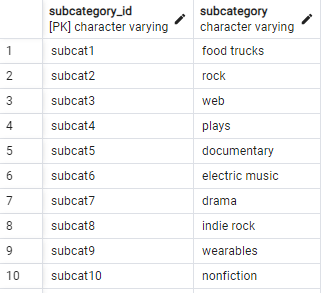 subcategory_id subcategory
[PK] character varying character varying
1 subcat1 food trucks
2 subcat2 rock
3 subcat3 web
4 subcat4 plays
5 subcat5 documentary
6 subcat6 electric music
7 subcat7 drama
8 subcat8 indie rock
9 subcat9 wearables
10 subcat10 nonfiction